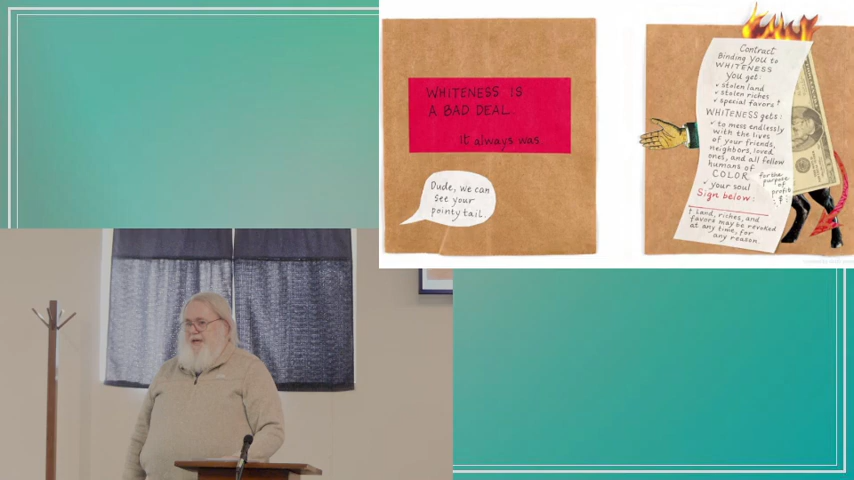 WHITENESS IS
A BAD DEAL.
It always was.
Dude, we can
see your
pointy tail.
Contract
Binding you to
WHITENESS
You get:
✓ stolen land
✓ stolen riches
✓ special favors †
WHITENESS gets:
✓ to mess endlessly
with the lives
of your friends,
neighbors, loved
ones, and all fellow
humans of
COLOR
for the
purpose
of
profit
✓ your soul
Sign below:
† Land, riches, and
favors may be revoked
at any time, for
any reason.